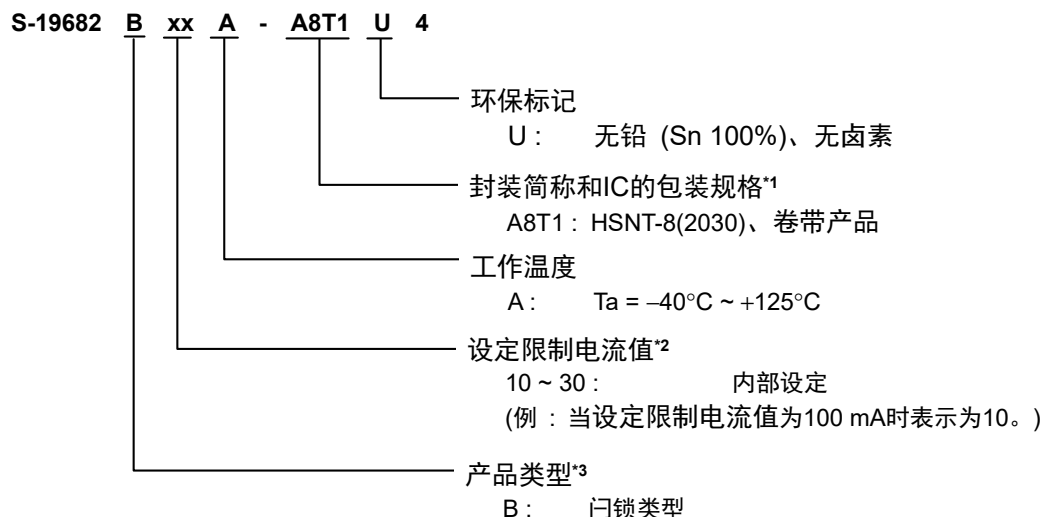 S-19682 B xx A - A8T1 U 4
环保标记
U : 无铅 (Sn 100%)、无卤素
封装简称和IC的包装规格*1
A8T1 : HSNT-8(2030)、卷带产品
工作温度
A : Ta = −40°C ~ +125°C
设定限制电流值*2
10 ~ 30 : 内部设定
(例 : 当设定限制电流值为100 mA时表示为10。)
产品类型*3
B : 闩锁类型